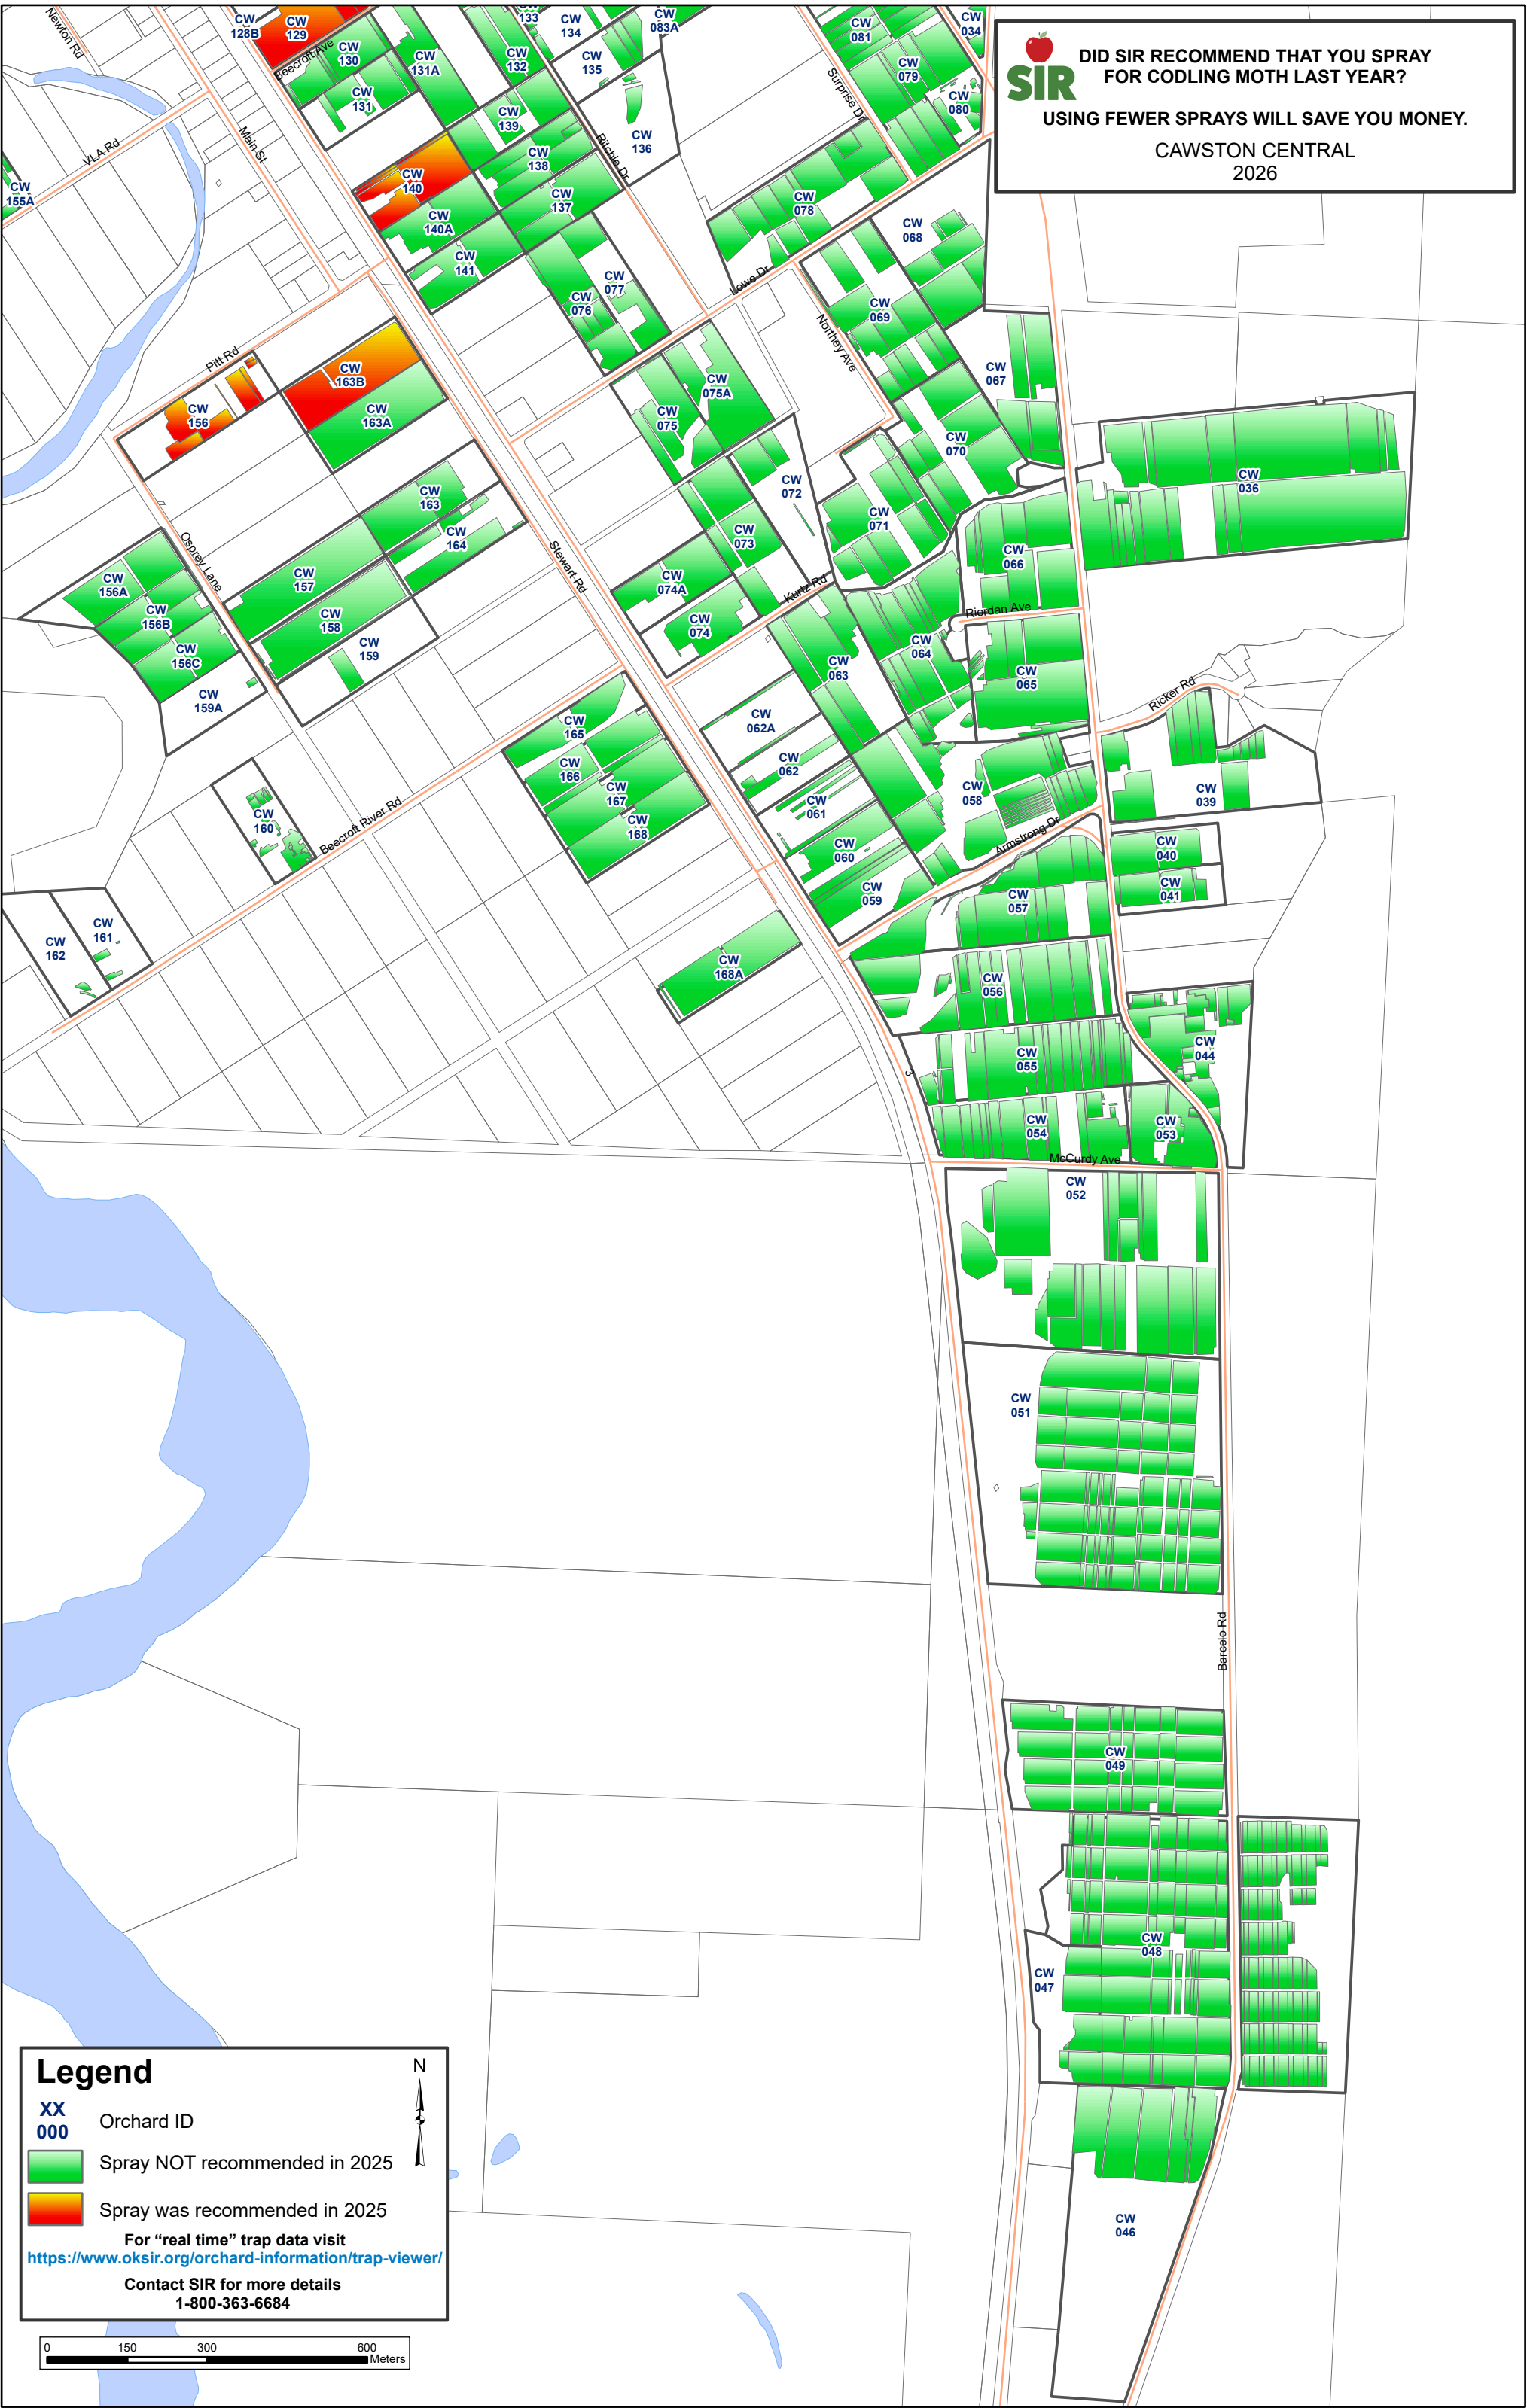 SIR
DID SIR RECOMMEND THAT YOU SPRAY
FOR CODLING MOTH LAST YEAR?
USING FEWER SPRAYS WILL SAVE YOU MONEY.
CAWSTON CENTRAL
2026
Newton Rd
CW
128B
CW
129
Beecroft Ave
CW
130
CW
131
CW
131A
CW
132
133
CW
134
CW
135
CW
083A
CW
136
CW
139
CW
138
CW
137
Ritchie Dr
Surprise Dr
CW
081
CW
079
CW
080
CW
034
VLA Rd
Main St
CW
155A
CW
140
CW
140A
CW
141
CW
076
CW
077
CW
078
CW
068
Lowe Dr
CW
069
Northey Ave
CW
067
Pitt Rd
CW
156
CW
163B
CW
163A
CW
075
CW
075A
CW
070
CW
036
CW
072
CW
071
CW
163
CW
164
CW
073
CW
066
Osprey Lane
Stewart Rd
CW
156A
CW
156B
CW
156C
CW
157
CW
158
CW
159
CW
159A
CW
074A
CW
074
Kurtz Rd
Riordan Ave
CW
064
CW
063
CW
065
Ricker Rd
CW
062A
CW
062
CW
061
CW
060
CW
059
CW
058
Armstrong Dr
CW
039
CW
165
CW
166
CW
167
CW
168
CW
160
Beecroft River Rd
CW
040
CW
041
CW
057
CW
161
CW
162
CW
168A
CW
056
CW
055
CW
044
3
CW
054
CW
053
McCurdy Ave
CW
052
CW
051
Barcelo Rd
CW
049
CW
048
CW
047
CW
046
Legend
N
XX
000
Orchard ID
Spray NOT recommended in 2025
Spray was recommended in 2025
For “real time” trap data visit
https://www.oksir.org/orchard-information/trap-viewer/
Contact SIR for more details
1-800-363-6684
0 150 300 600
Meters